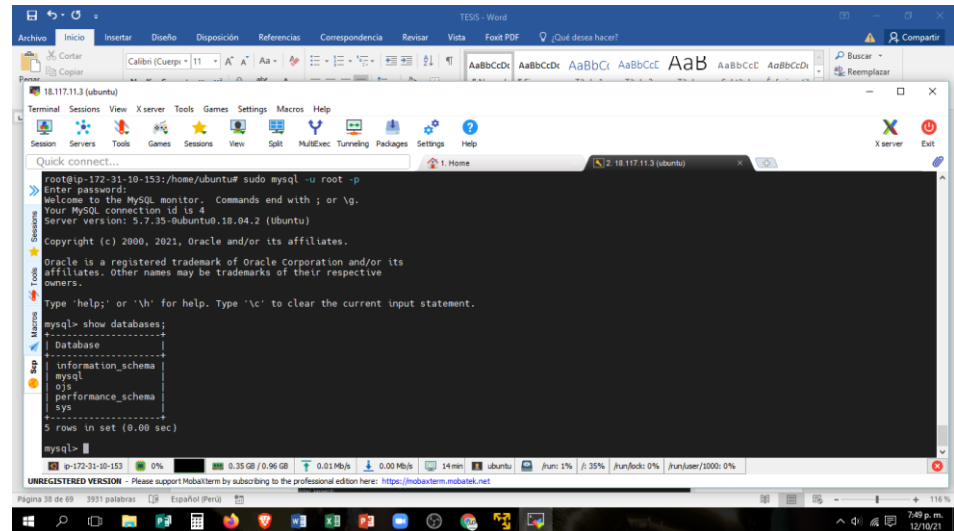 TESIS - Word
Archivo Inicio Insertar Diseño Disposición Referencias Correspondencia Revisar Vista Foxit PDF ¿Qué desea hacer? Compartir
Cortar
Copiar
Pegar
Calibri (Cuerp 11 A A Aa
AaBbCcDc AaBbCcDc AaBbCc AaBbCcC AaB AaBbCcC AaBbCcDc
Buscar
Reemplazar
18.117.11.3 (ubuntu)
Terminal Sessions View X server Tools Games Settings Macros Help
Session Servers Tools Games Sessions View Split MultiExec Tunneling Packages Settings Help X server Exit
Quick connect...
1. Home
2. 18.117.11.3 (ubuntu)
Sessions
Tools
Macros
Scp
root@ip-172-31-10-153:/home/ubuntu# sudo mysql -u root -p
Enter password:
Welcome to the MySQL monitor.  Commands end with ; or \g.
Your MySQL connection id is 4
Server version: 5.7.35-0ubuntu0.18.04.2 (Ubuntu)
Copyright (c) 2000, 2021, Oracle and/or its affiliates.
Oracle is a registered trademark of Oracle Corporation and/or its
affiliates. Other names may be trademarks of their respective
owners.
Type 'help;' or '\h' for help. Type '\c' to clear the current input statement.
mysql> show databases;
+--------------------+
| Database           |
+--------------------+
| information_schema |
| mysql              |
| ojs                |
| performance_schema |
| sys                |
+--------------------+
5 rows in set (0.00 sec)
mysql>
ip-172-31-10-153 0% 0.35 GB / 0.96 GB 0.01 Mb/s 0.00 Mb/s 14 min ubuntu /run: 1% /: 35% /run/lock: 0% /run/user/1000: 0%
UNREGISTERED VERSION - Please support MobaXterm by subscribing to the professional edition here: https://mobaxterm.mobatek.net
Página 38 de 69 3931 palabras Español (Perú) 116 %
7:49 p. m.
12/10/21